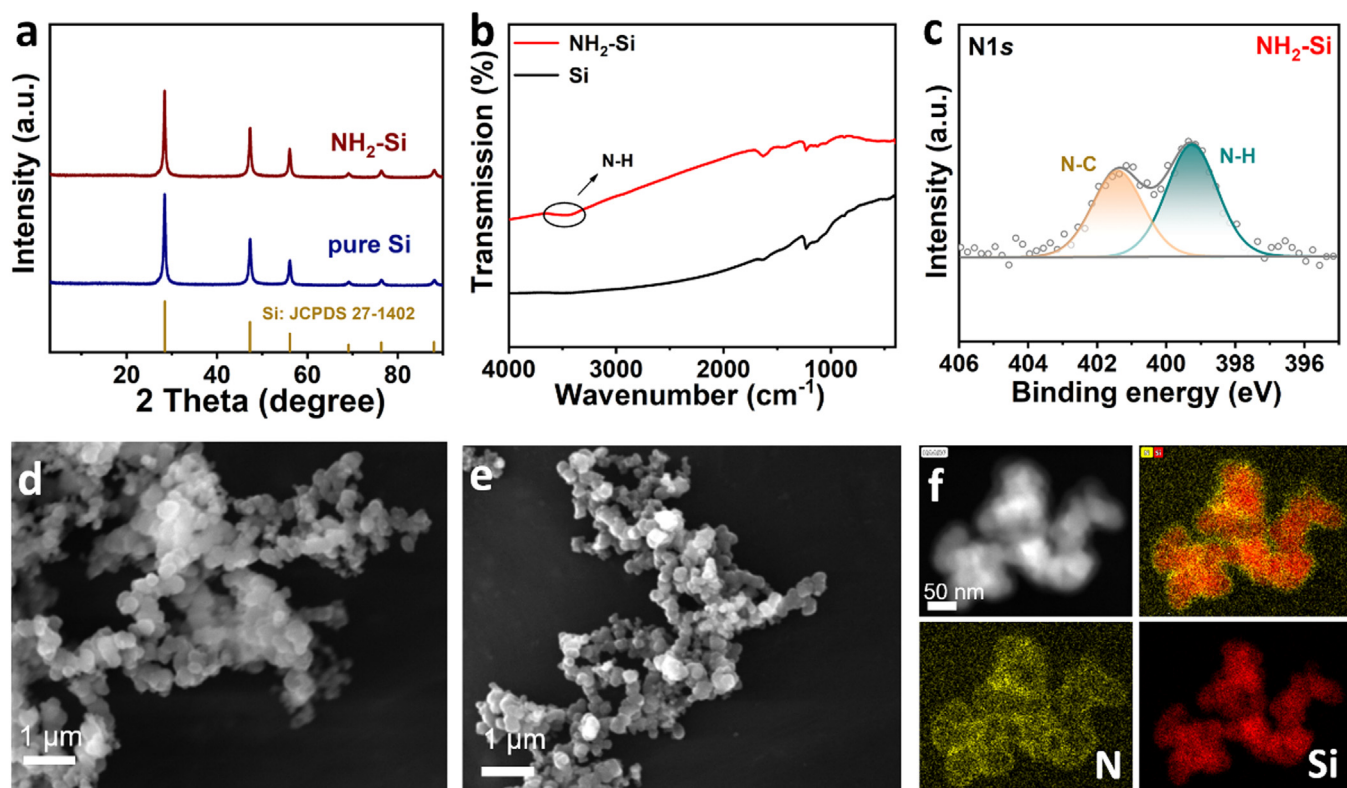 a
Intensity (a.u.)
NH₂-Si
pure Si
Si: JCPDS 27-1402
20 40 60 80
2 Theta (degree)
b
Transmission (%)
NH₂-Si
Si
N-H
4000 3000 2000 1000
Wavenumber (cm⁻¹)
c
N1s
NH₂-Si
Intensity (a.u.)
N-C
N-H
406 404 402 400 398 396
Binding energy (eV)
d
1 μm
e
1 μm
f
50 nm
Si
N
Si